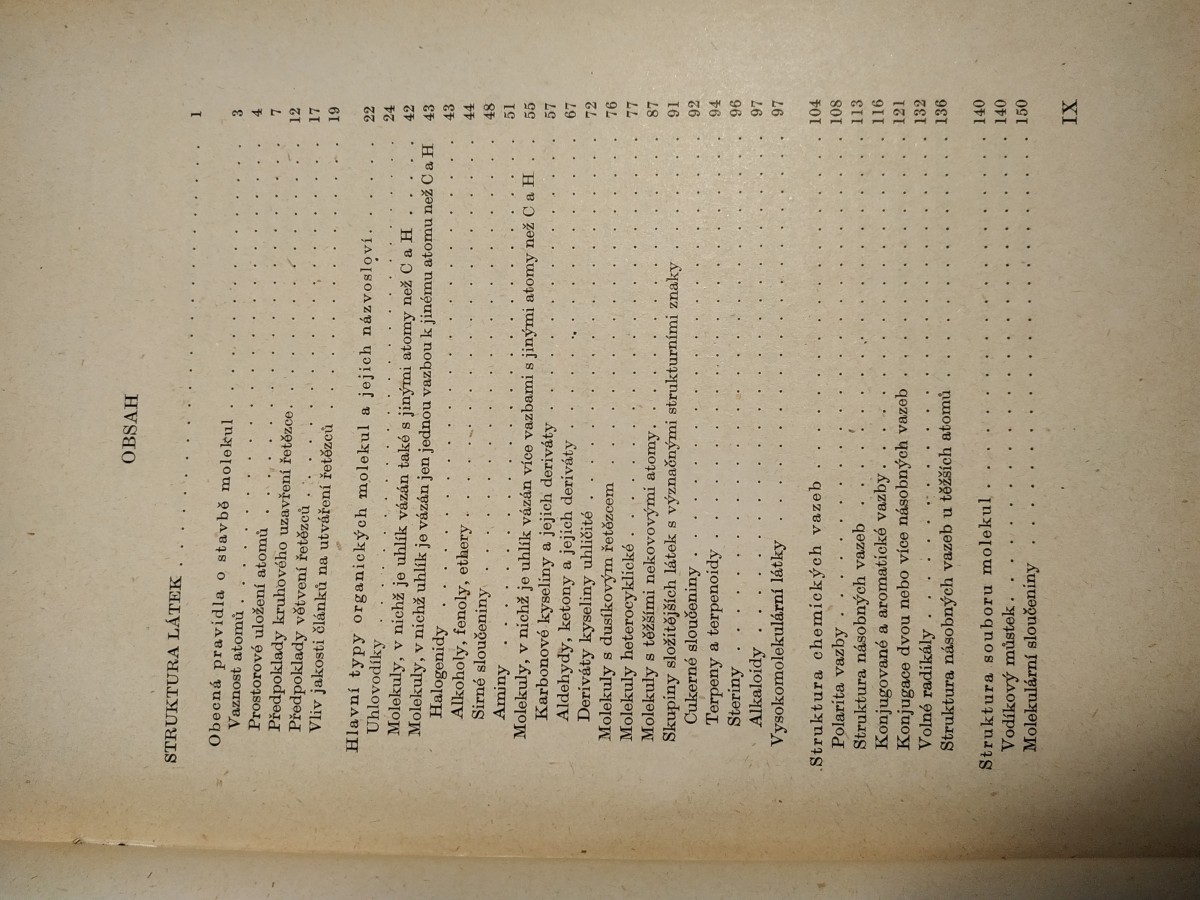 OBSAH
STRUKTURA LÁTEK . . . . . . . . . . 1
Obecná pravidla o stavbě molekul . . . . . . . . . . 3
Vaznost atomů . . . . . . . . . . 4
Prostorové uložení atomů . . . . . . . . . . 7
Předpoklady kruhového uzavření řetězce . . . . . . . . . . 12
Předpoklady větvení řetězců . . . . . . . . . . 17
Vliv jakosti článků na utváření řetězců . . . . . . . . . . 19
Hlavní typy organických molekul a jejich názvosloví . . . . . 22
Uhlovodíky . . . . . . . . . . 24
Molekuly, v nichž je uhlík vázán také s jinými atomy než C a H . . . . 42
Molekuly, v nichž uhlík je vázán jen jednou vazbou k jinému atomu než C a H 43
Halogenidy . . . . . . . . . . 43
Alkoholy, fenoly, ethery . . . . . . . . . . 44
Sirné sloučeniny . . . . . . . . . . 48
Aminy . . . . . . . . . . 51
Molekuly, v nichž je uhlík vázán více vazbami s jinými atomy než C a H . . 55
Karbonové kyseliny a jejich deriváty . . . . . . . . . . 57
Aldehydy, ketony a jejich deriváty . . . . . . . . . . 67
Deriváty kyseliny uhličité . . . . . . . . . . 72
Molekuly s dusíkovým řetězcem . . . . . . . . . . 76
Molekuly heterocyklické . . . . . . . . . . 77
Molekuly s těžšími nekovovými atomy . . . . . . . . . . 87
Skupiny složitějších látek s význačnými strukturními znaky . . . . . . 91
Cukerné sloučeniny . . . . . . . . . . 92
Terpeny a terpenoidy . . . . . . . . . . 94
Steriny . . . . . . . . . . 96
Alkaloidy . . . . . . . . . . 97
Vysokomolekulární látky . . . . . . . . . . 97
Struktura chemických vazeb . . . . . . . . . . 104
Polarita vazby . . . . . . . . . . 108
Struktura násobných vazeb . . . . . . . . . . 113
Konjugované a aromatické vazby . . . . . . . . . . 116
Konjugace dvou nebo více násobných vazeb . . . . . . . . . . 121
Volné radikály . . . . . . . . . . 132
Struktura násobných vazeb u těžších atomů . . . . . . . . . . 136
Struktura souboru molekul . . . . . . . . . . 140
Vodíkový můstek . . . . . . . . . . 140
Molekulární sloučeniny . . . . . . . . . . 150
IX